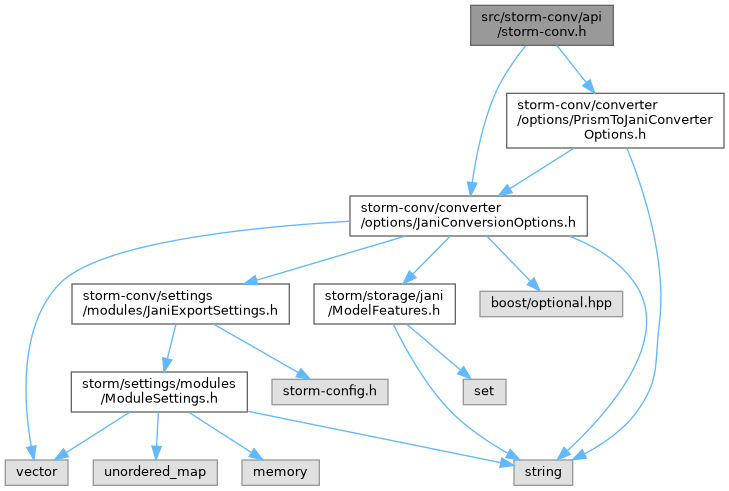 src/storm-conv/api
/storm-conv.h
storm-conv/converter
/options/PrismToJaniConverter
Options.h
storm-conv/converter
/options/JaniConversionOptions.h
storm-conv/settings
/modules/JaniExportSettings.h
storm/storage/jani
/ModelFeatures.h
boost/optional.hpp
storm/settings/modules
/ModuleSettings.h
storm-config.h
set
vector
unordered_map
memory
string